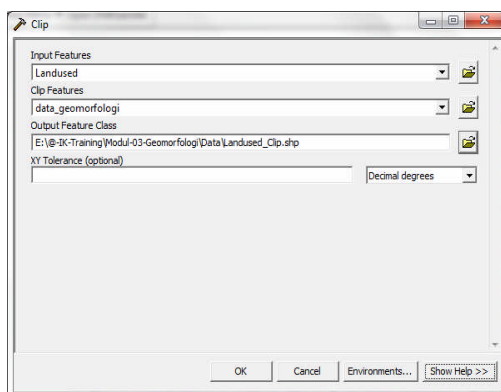 Clip
Input Features
Landused
Clip Features
data_geomorfologi
Output Feature Class
E:\@-IK-Training\Modul-03-Geomorfologi\Data\Landused_Clip.shp
XY Tolerance (optional)
Decimal degrees
OK
Cancel
Environments...
Show Help >>